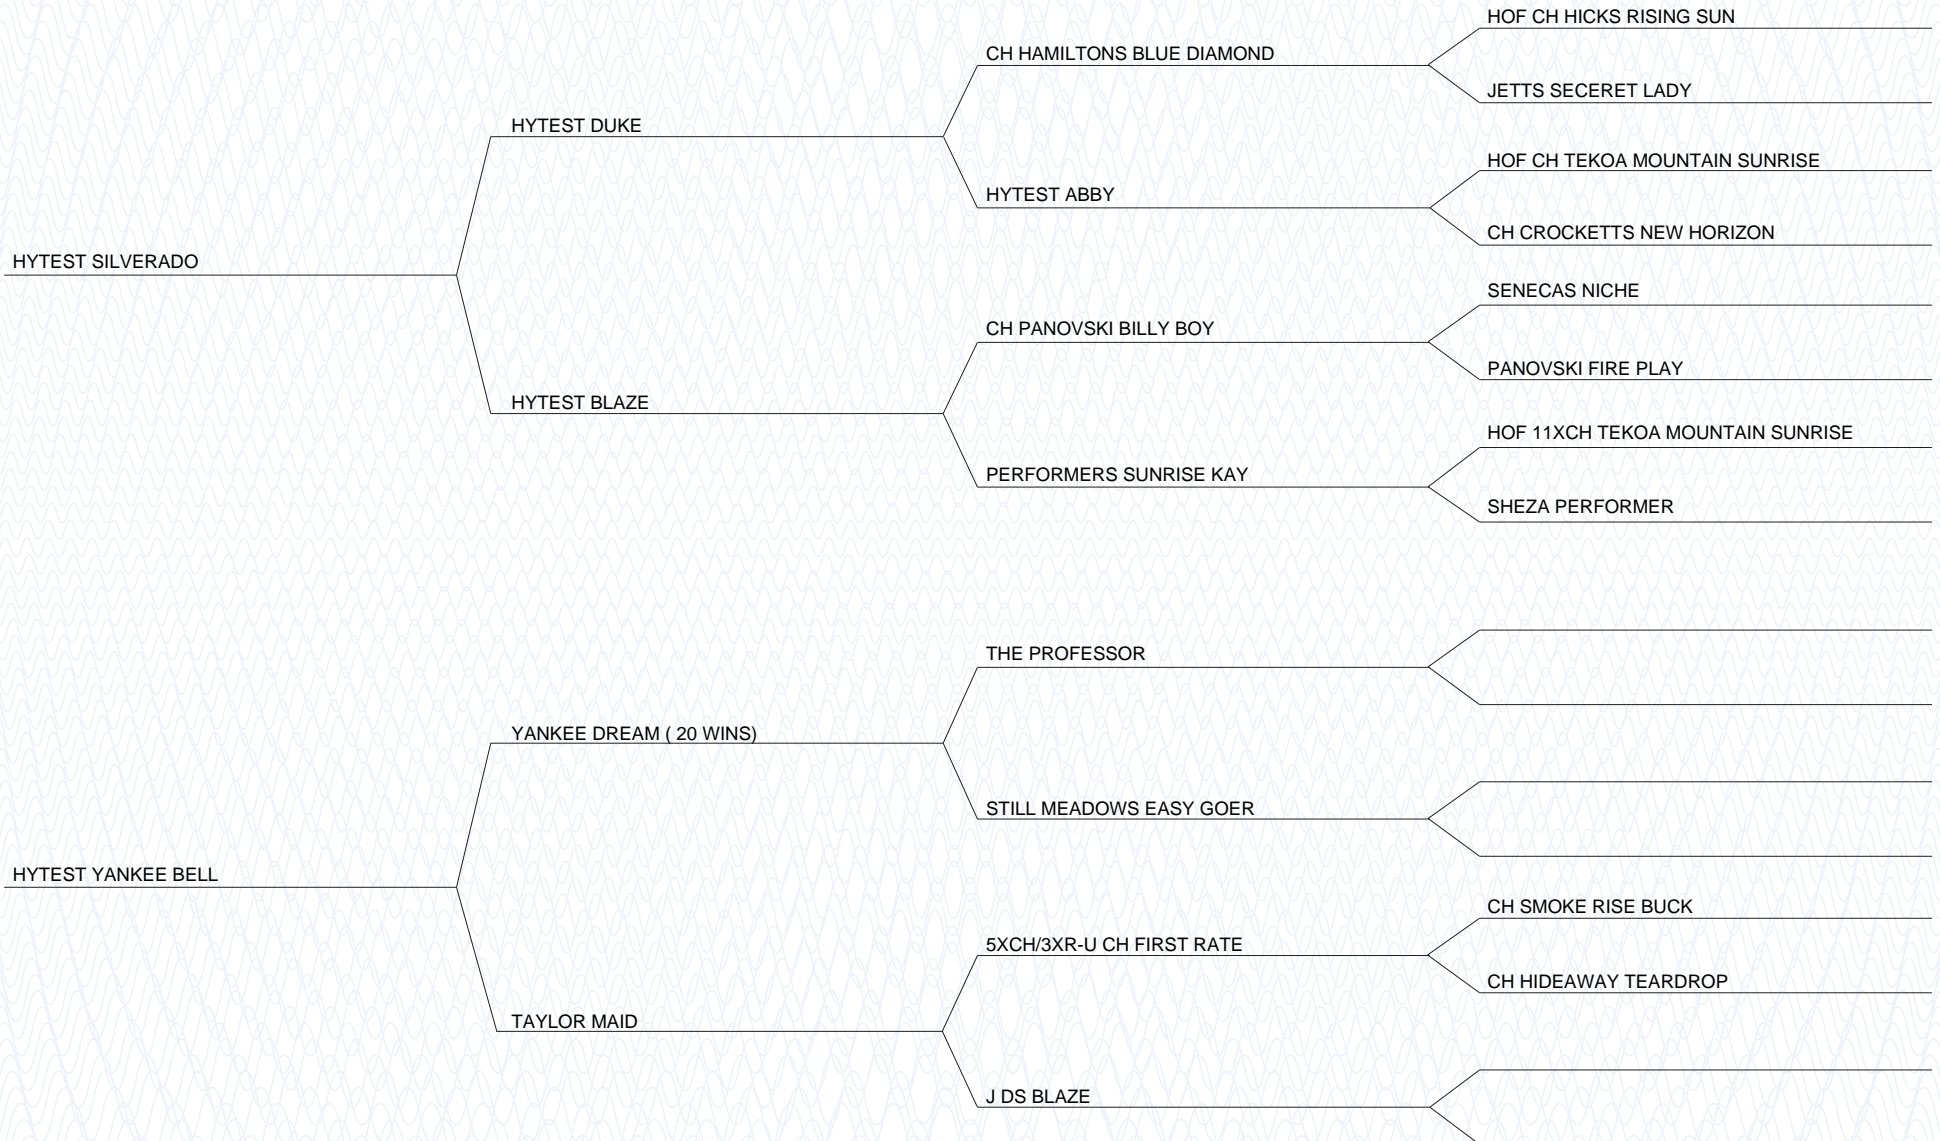 HOF CH HICKS RISING SUN
CH HAMILTONS BLUE DIAMOND
JETTS SECERET LADY
HYTEST DUKE
HOF CH TEKOA MOUNTAIN SUNRISE
HYTEST ABBY
CH CROCKETTS NEW HORIZON
HYTEST SILVERADO
SENECAS NICHE
CH PANOVSKI BILLY BOY
PANOVSKI FIRE PLAY
HYTEST BLAZE
HOF 11XCH TEKOA MOUNTAIN SUNRISE
PERFORMERS SUNRISE KAY
SHEZA PERFORMER
THE PROFESSOR
YANKEE DREAM ( 20 WINS)
STILL MEADOWS EASY GOER
HYTEST YANKEE BELL
CH SMOKE RISE BUCK
5XCH/3XR-U CH FIRST RATE
CH HIDEAWAY TEARDROP
TAYLOR MAID
J DS BLAZE